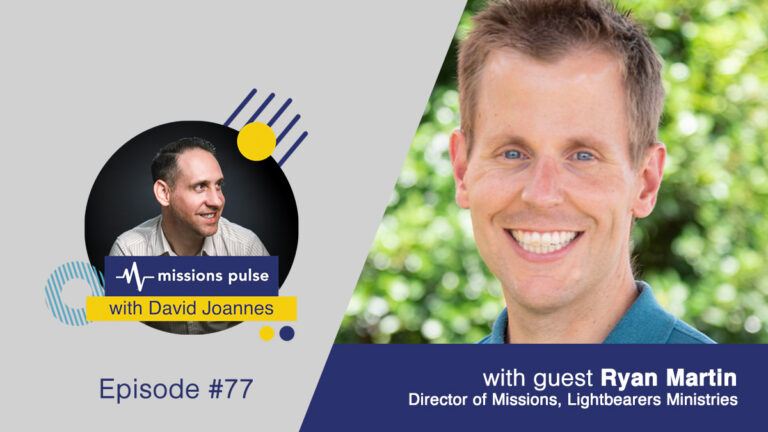 missions pulse
with David Joannes
Episode #77
with guest Ryan Martin
Director of Missions, Lightbearers Ministries